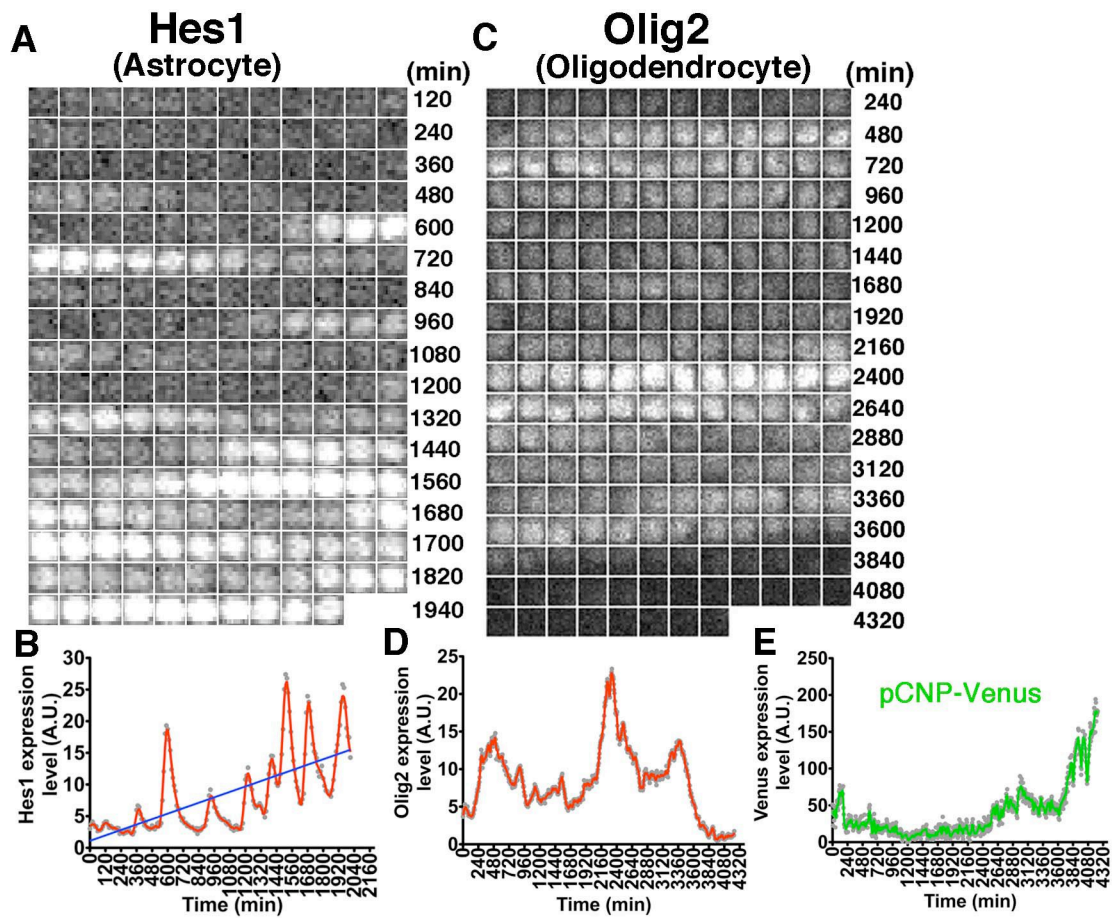 A
Hes1
(Astrocyte)
(min)
120
240
360
480
600
720
840
960
1080
1200
1320
1440
1560
1680
1700
1820
1940
C
Olig2
(Oligodendrocyte)
(min)
240
480
720
960
1200
1440
1680
1920
2160
2400
2640
2880
3120
3360
3600
3840
4080
4320
B
Hes1 expression
level (A.U.)
30
25
20
15
10
5
0
0 120 240 360 480 600 720 840 960 1080 1200 1320 1440 1560 1680 1800 1920 2040 2160
Time (min)
D
Olig2 expression
level (A.U.)
25
20
15
10
5
0
0 240 480 720 960 1200 1440 1680 1920 2160 2400 2640 2880 3120 3360 3600 3840 4080 4320
Time (min)
E
Venus expression
level (A.U.)
250
200
150
100
50
0
pCNP-Venus
0 240 480 720 960 1200 1440 1680 1920 2160 2400 2640 2880 3120 3360 3600 3840 4080 4320
Time (min)